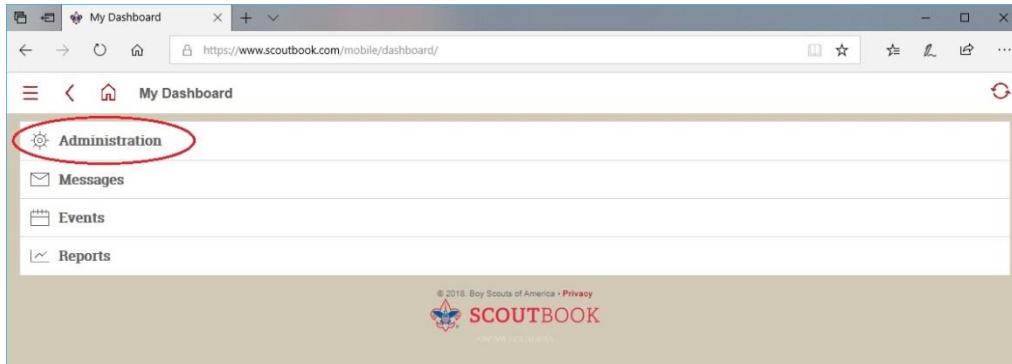 My Dashboard
https://www.scoutbook.com/mobile/dashboard/
My Dashboard
Administration
Messages
Events
Reports
© 2018. Boy Scouts of America • Privacy
SCOUTBOOK